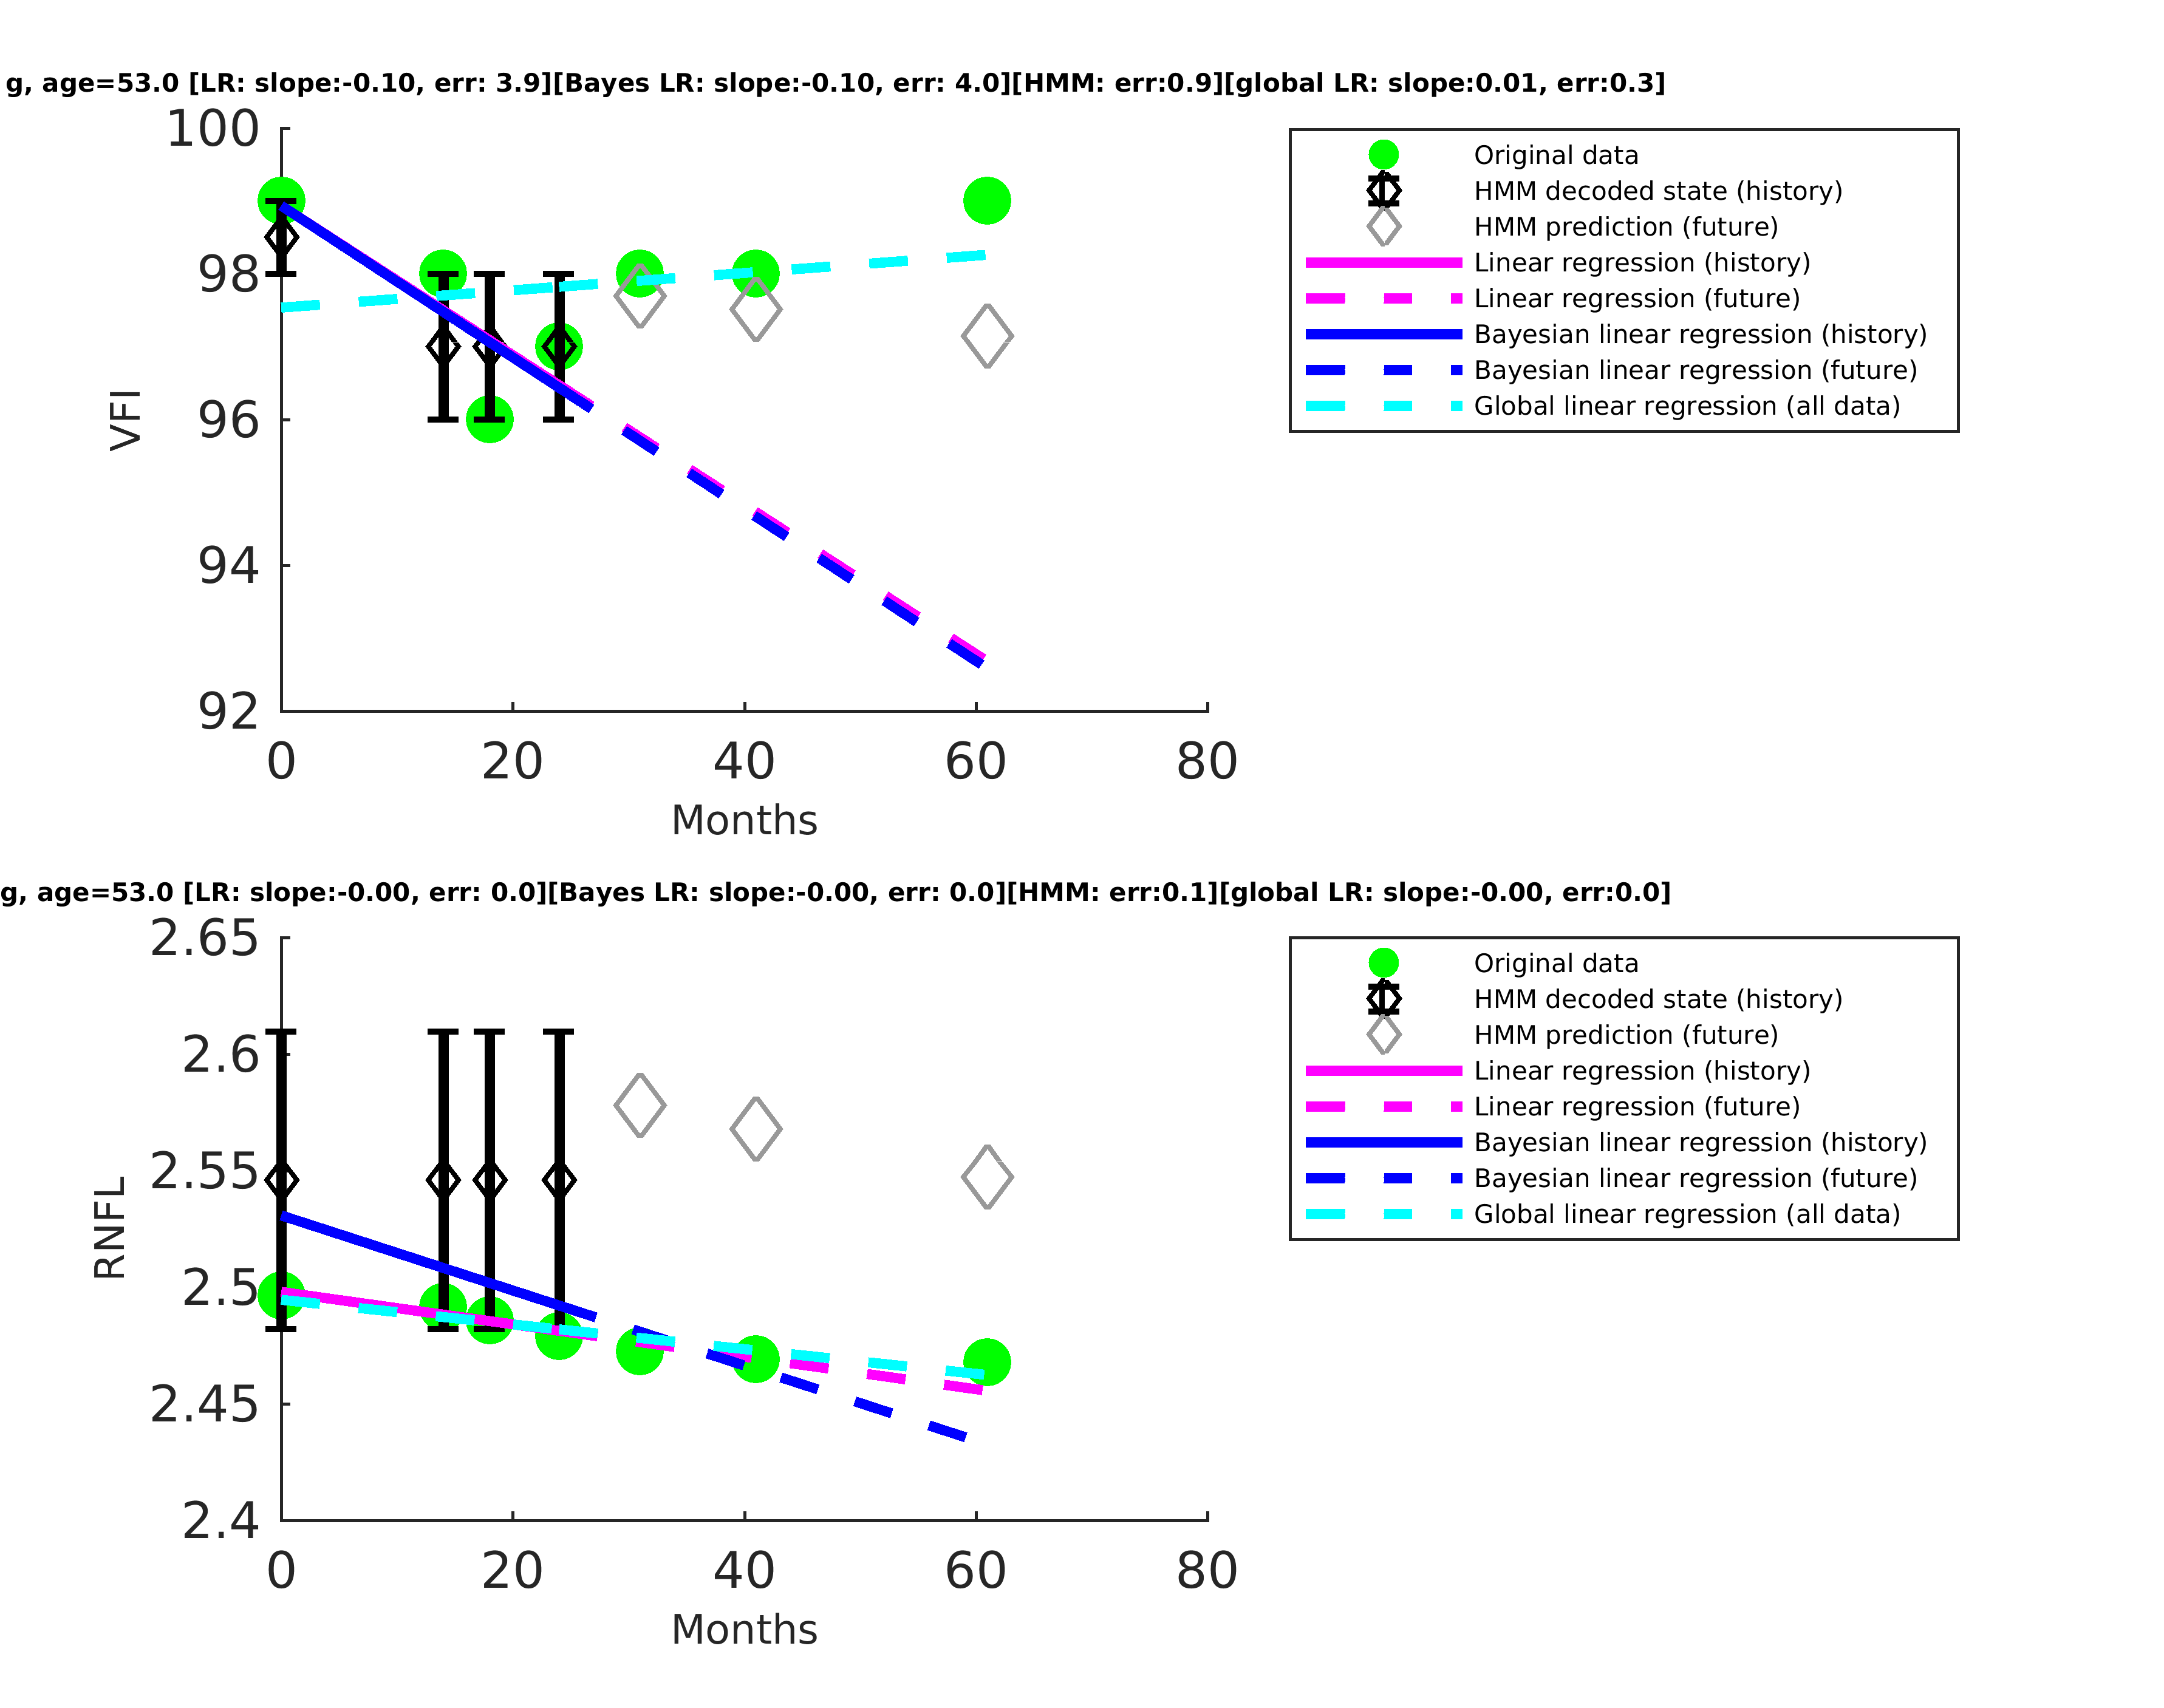 g, age=53.0 [LR: slope:-0.10, err: 3.9][Bayes LR: slope:-0.10, err: 4.0][HMM: err:0.9][global LR: slope:0.01, err:0.3]
100
98
96
94
92
VFI
0 20 40 60 80
Months
Original data
HMM decoded state (history)
HMM prediction (future)
Linear regression (history)
Linear regression (future)
Bayesian linear regression (history)
Bayesian linear regression (future)
Global linear regression (all data)
g, age=53.0 [LR: slope:-0.00, err: 0.0][Bayes LR: slope:-0.00, err: 0.0][HMM: err:0.1][global LR: slope:-0.00, err:0.0]
2.65
2.6
2.55
2.5
2.45
2.4
RNFL
0 20 40 60 80
Months
Original data
HMM decoded state (history)
HMM prediction (future)
Linear regression (history)
Linear regression (future)
Bayesian linear regression (history)
Bayesian linear regression (future)
Global linear regression (all data)